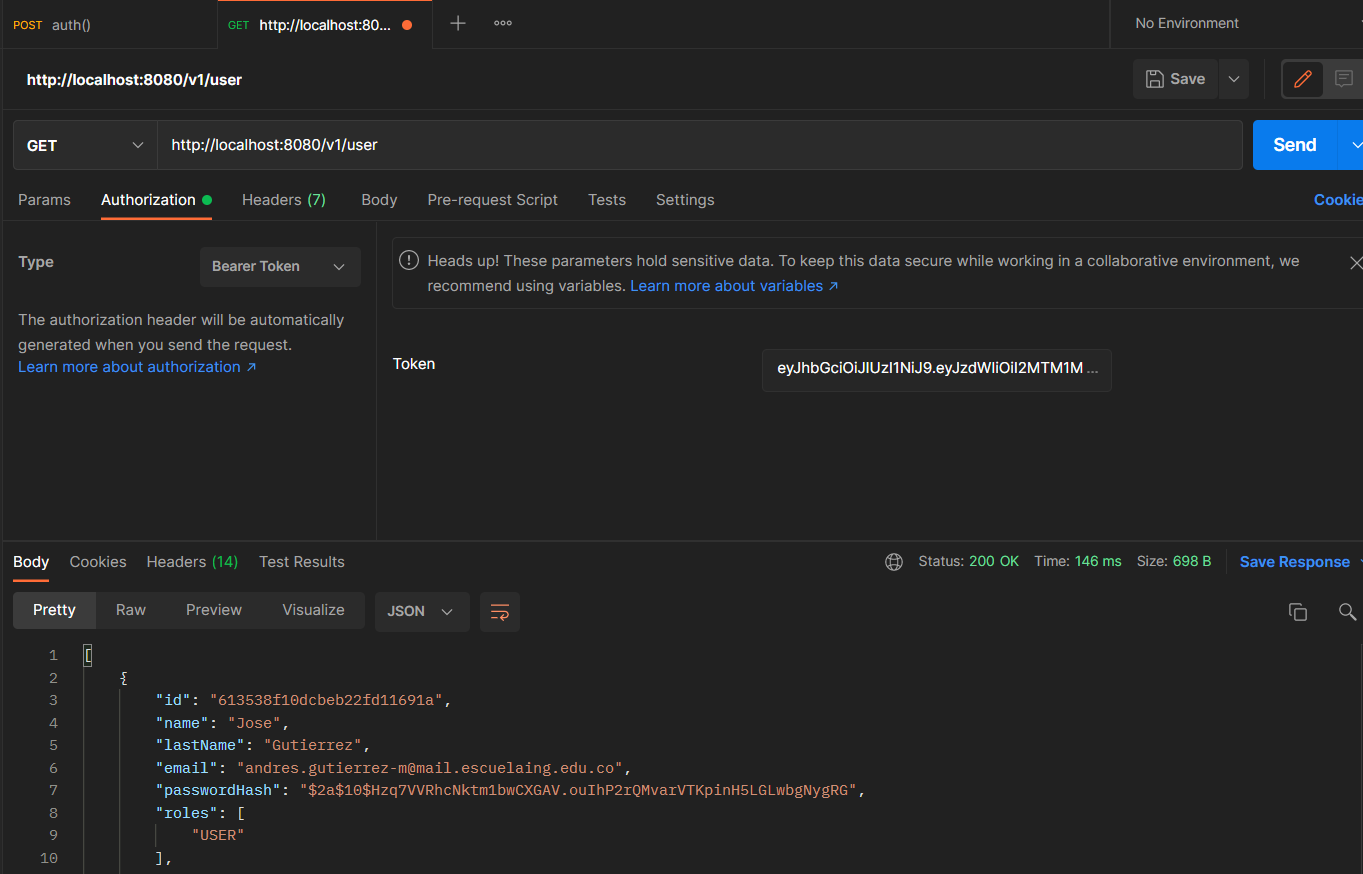 POST auth()
GET http://localhost:80...
No Environment
http://localhost:8080/v1/user
Save
GET http://localhost:8080/v1/user
Send
Params Authorization Headers (7) Body Pre-request Script Tests Settings Cookie
Type Bearer Token
The authorization header will be automatically
generated when you send the request.
Learn more about authorization ↗
Heads up! These parameters hold sensitive data. To keep this data secure while working in a collaborative environment, we
recommend using variables. Learn more about variables ↗
Token eyJhbGciOiJIUzI1NiJ9.eyJzdWIiOiI2MTM1M ...
Body Cookies Headers (14) Test Results
Status: 200 OK Time: 146 ms Size: 698 B Save Response
Pretty Raw Preview Visualize JSON
1 [
2 {
3 "id": "613538f10dcbeb22fd11691a",
4 "name": "Jose",
5 "lastName": "Gutierrez",
6 "email": "andres.gutierrez-m@mail.escuelaing.edu.co",
7 "passwordHash": "$2a$10$Hzq7VVRhcNktm1bwCXGAV.ouIhP2rQMvarVTKpinH5LGLwbgNygRG",
8 "roles": [
9 "USER"
10 ],